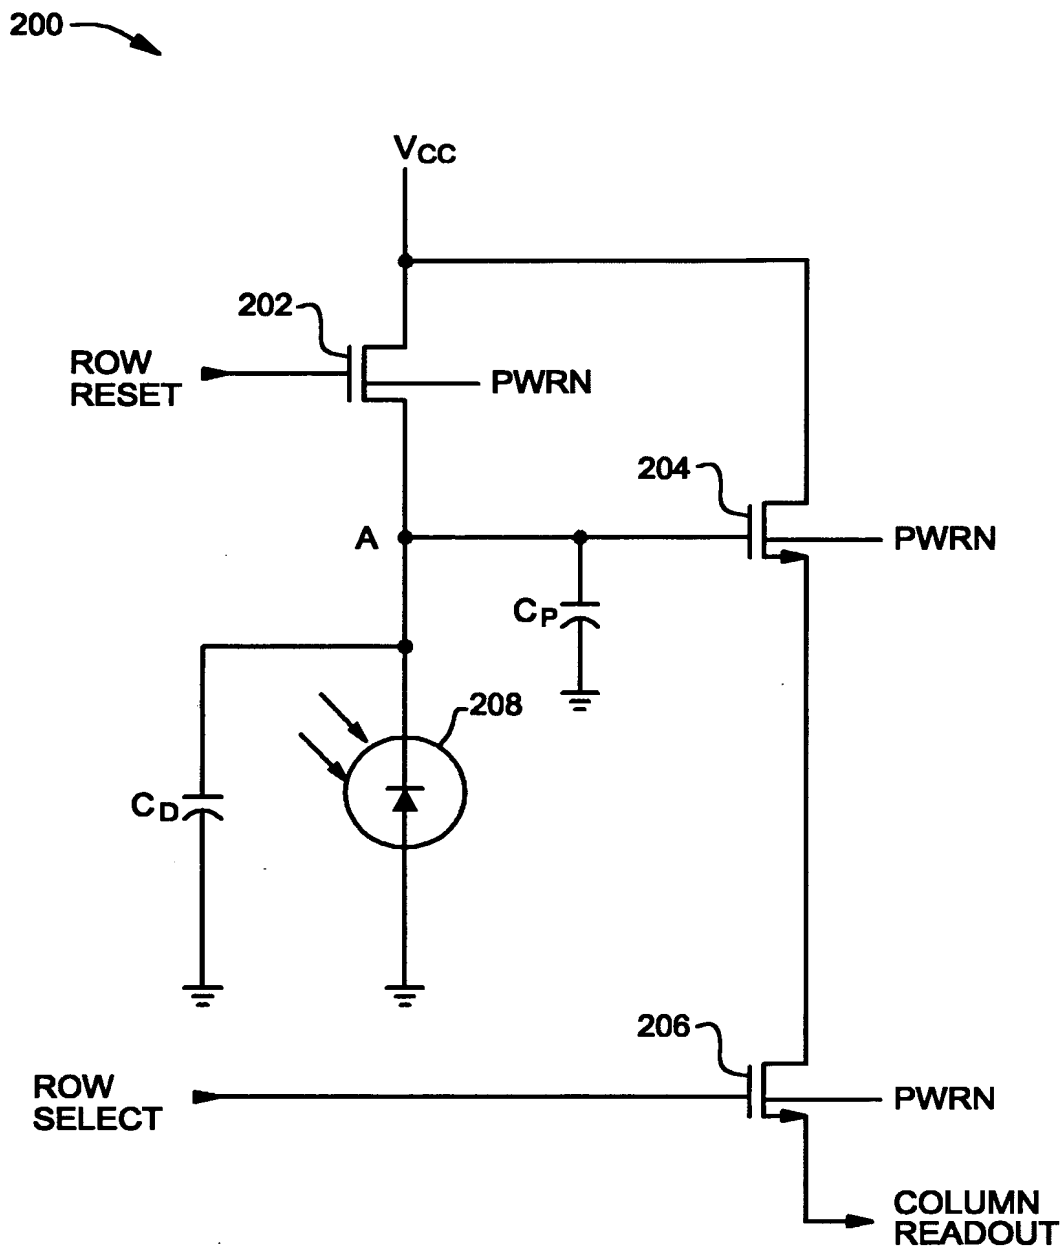 200
VCC
202
ROW
RESET
PWRN
204
PWRN
A
CP
208
CD
206
ROW
SELECT
PWRN
COLUMN
READOUT